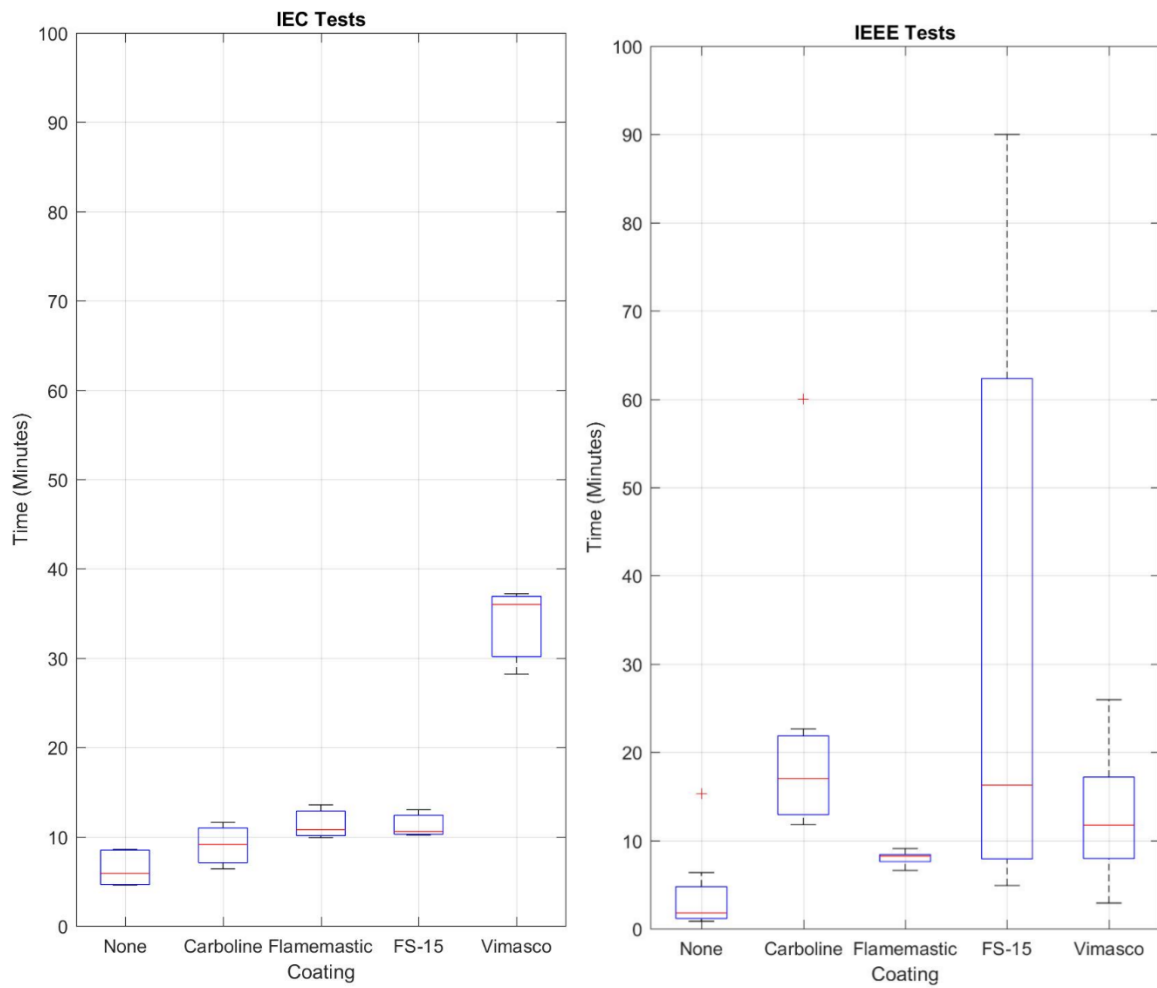 IEC Tests
100
90
80
70
60
50
40
30
20
10
0
Time (Minutes)
None Carboline Flamemastic FS-15 Vimasco
Coating
IEEE Tests
100
90
80
70
60
50
40
30
20
10
0
Time (Minutes)
None Carboline Flamemastic FS-15 Vimasco
Coating